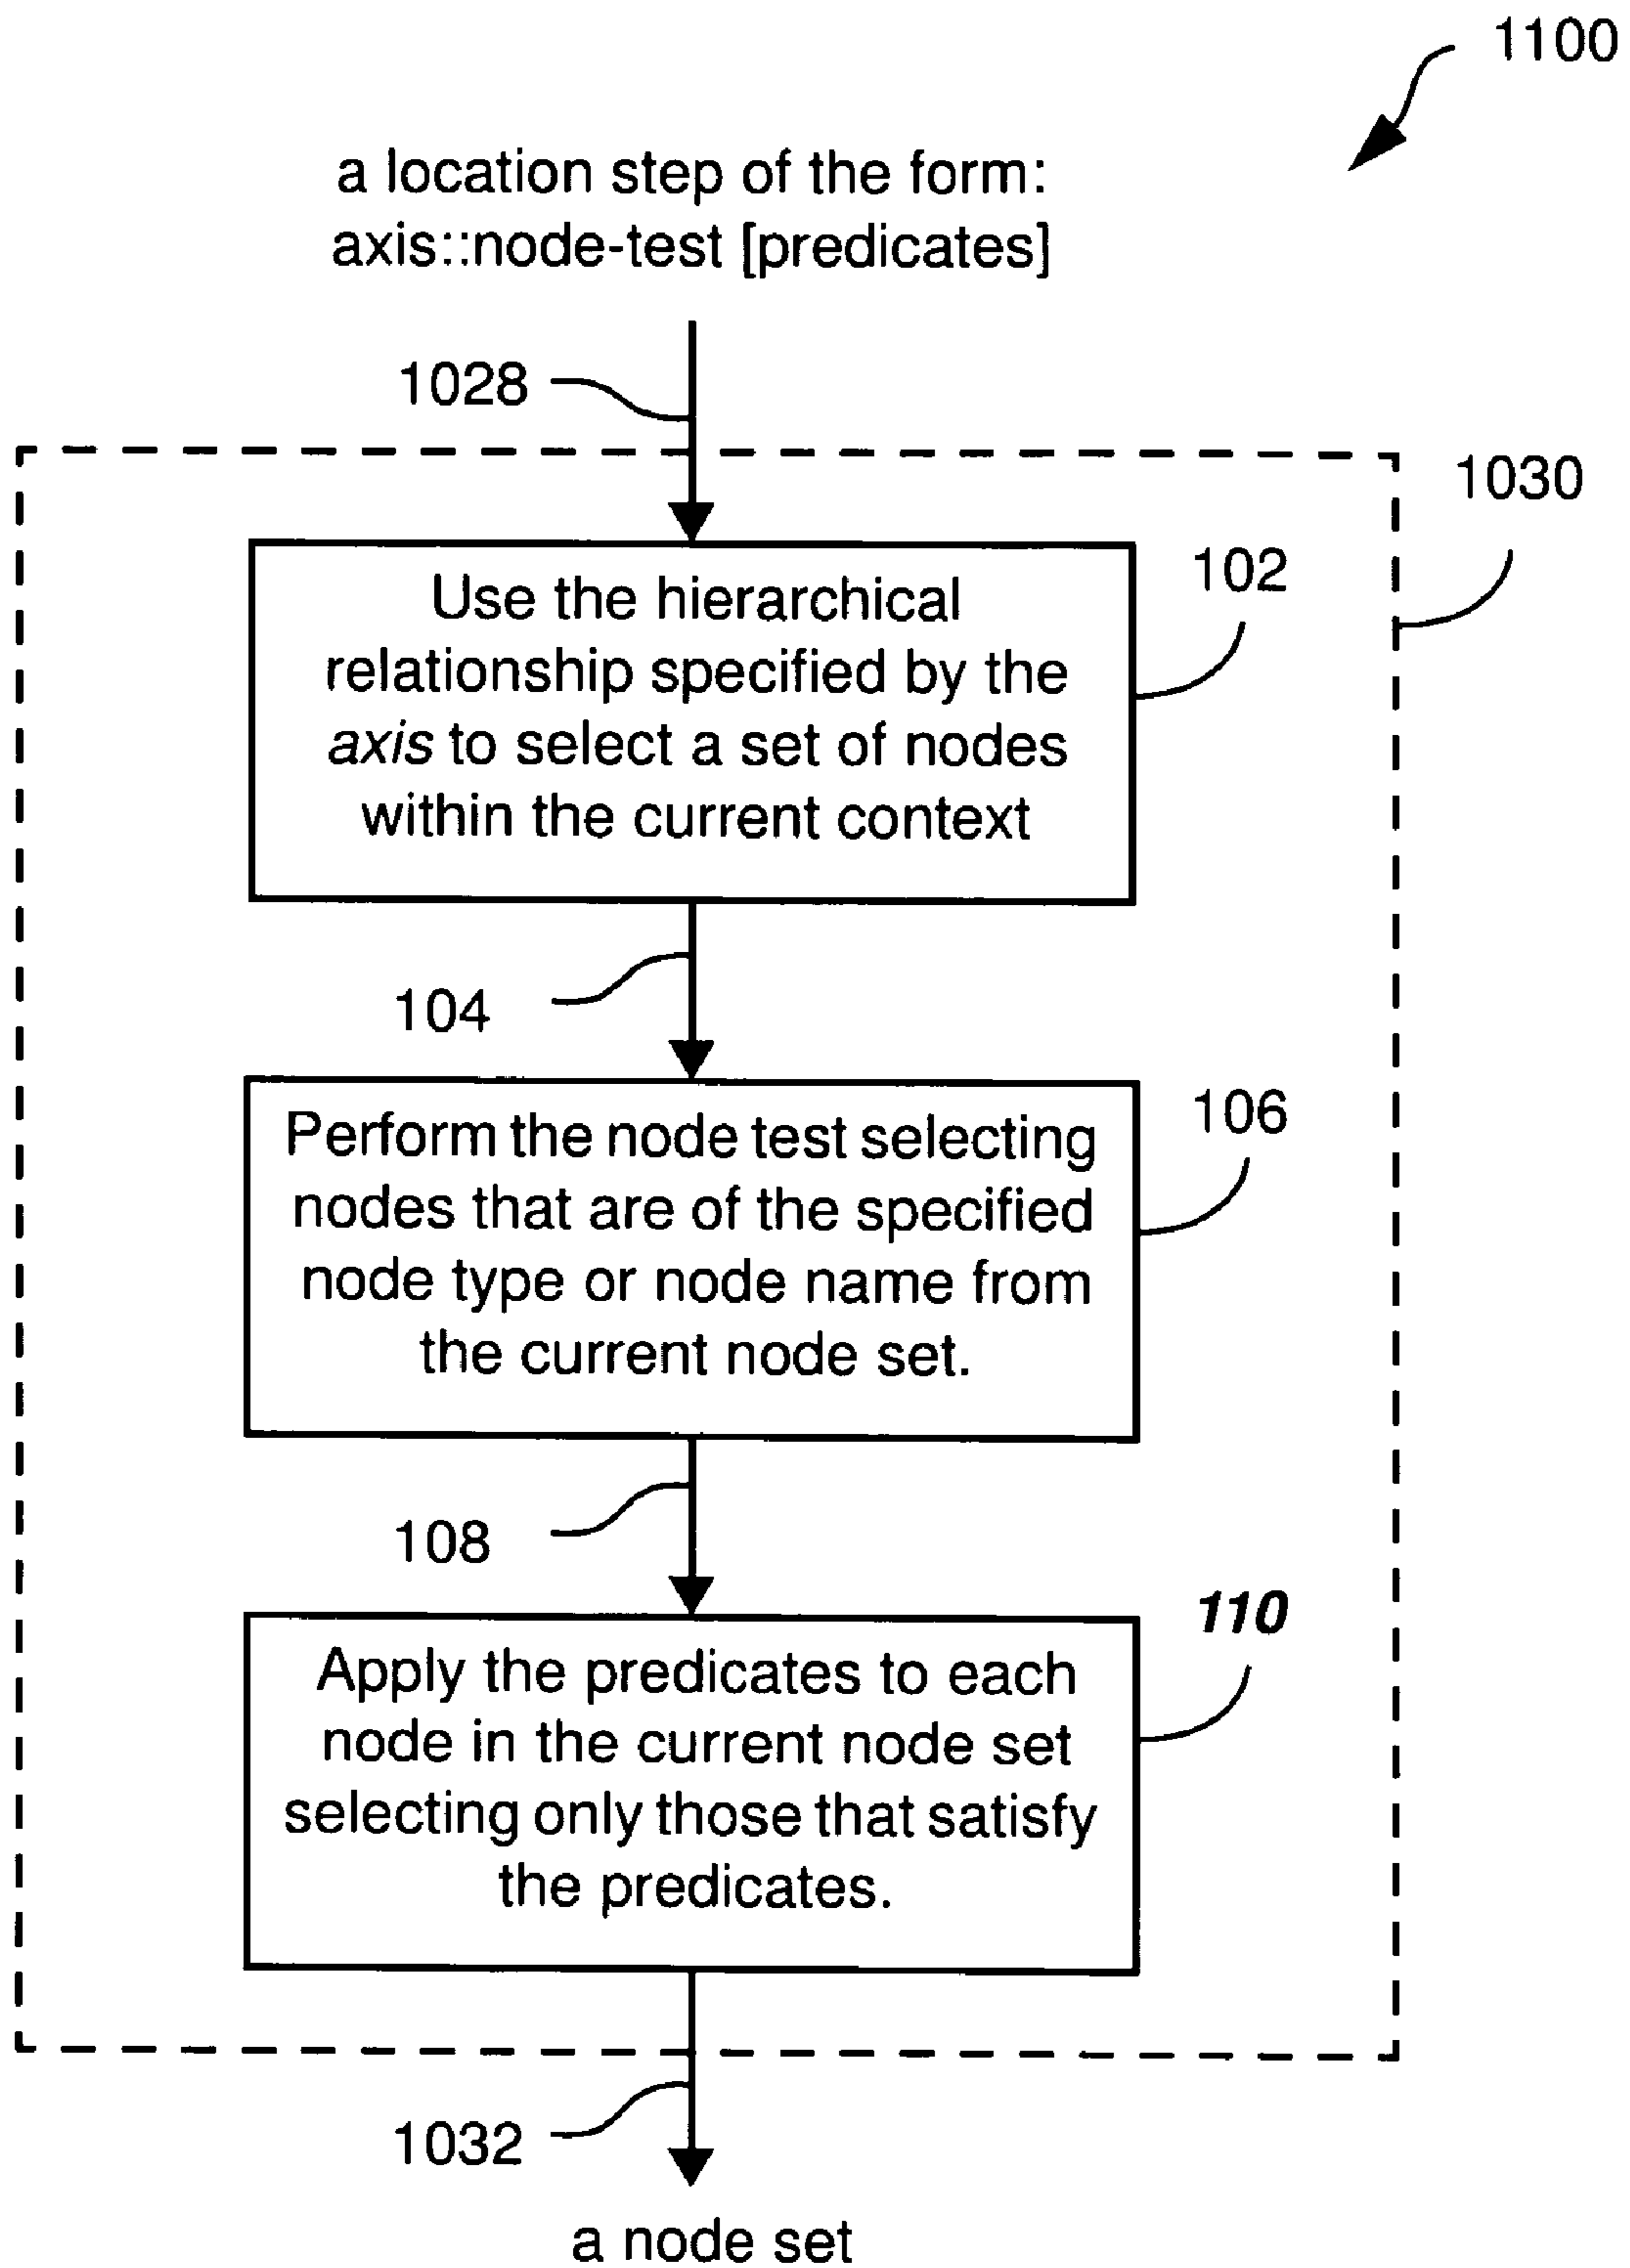 1100
a location step of the form:
axis::node-test [predicates]
1028
1030
102
Use the hierarchical
relationship specified by the
axis to select a set of nodes
within the current context
104
106
Perform the node test selecting
nodes that are of the specified
node type or node name from
the current node set.
108
110
Apply the predicates to each
node in the current node set
selecting only those that satisfy
the predicates.
1032
a node set